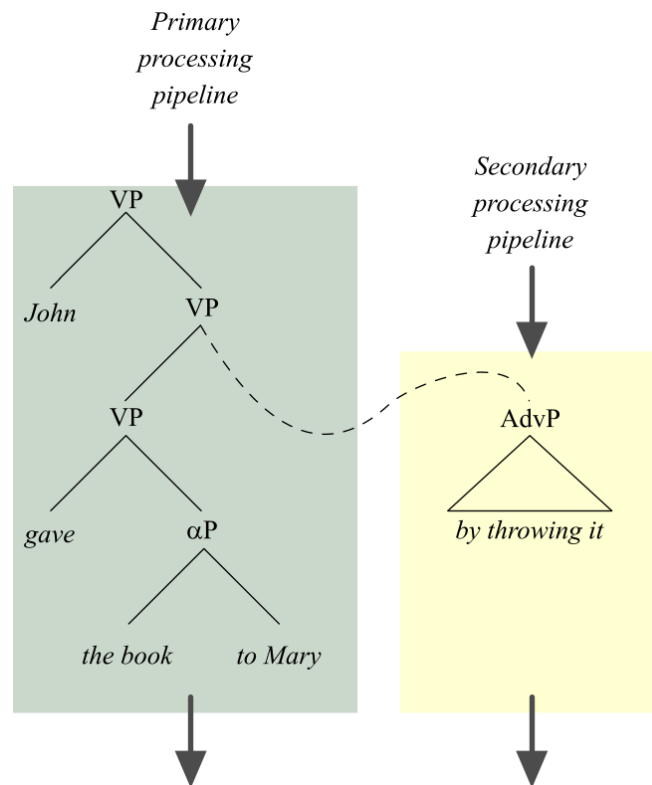 Primary
processing
pipeline
Secondary
processing
pipeline
VP
John
VP
VP
gave
αP
the book to Mary
AdvP
by throwing it